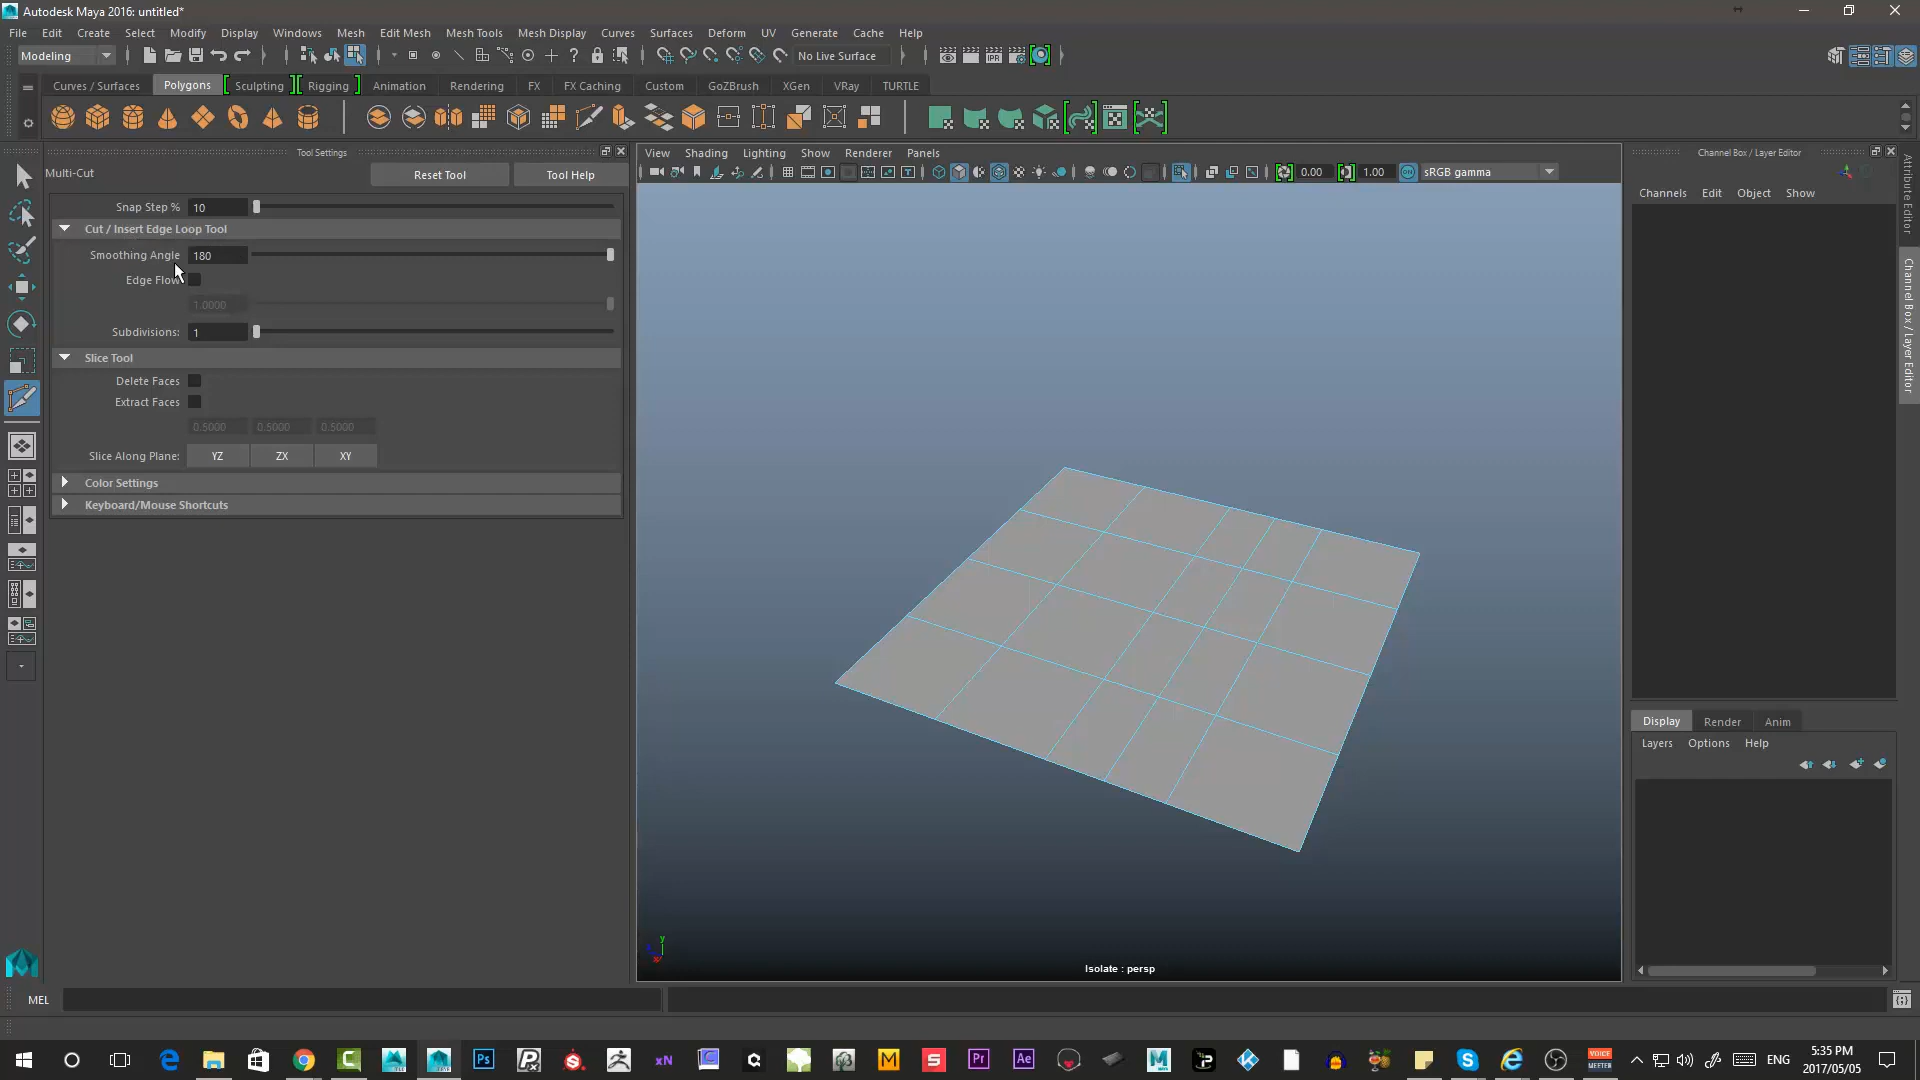 Autodesk Maya 2016: untitled*
File Edit Create Select Modify Display Windows Mesh Edit Mesh Mesh Tools Mesh Display Curves Surfaces Deform UV Generate Cache Help
Modeling No Live Surface
Curves / Surfaces Polygons Sculpting Rigging Animation Rendering FX FX Caching Custom GoZBrush XGen VRay TURTLE
Tool Settings
Multi-Cut Reset Tool Tool Help
Snap Step % 10
Cut / Insert Edge Loop Tool
Smoothing Angle 180
Edge Flow
1.0000
Subdivisions: 1
Slice Tool
Delete Faces
Extract Faces
0.5000 0.5000 0.5000
Slice Along Plane: YZ ZX XY
Color Settings
Keyboard/Mouse Shortcuts
View Shading Lighting Show Renderer Panels
0.00 1.00 sRGB gamma
Isolate : persp
Channel Box / Layer Editor
Channels Edit Object Show
Attribute Editor
Channel Box / Layer Editor
Display Render Anim
Layers Options Help
MEL
ENG 5:35 PM
2017/05/05